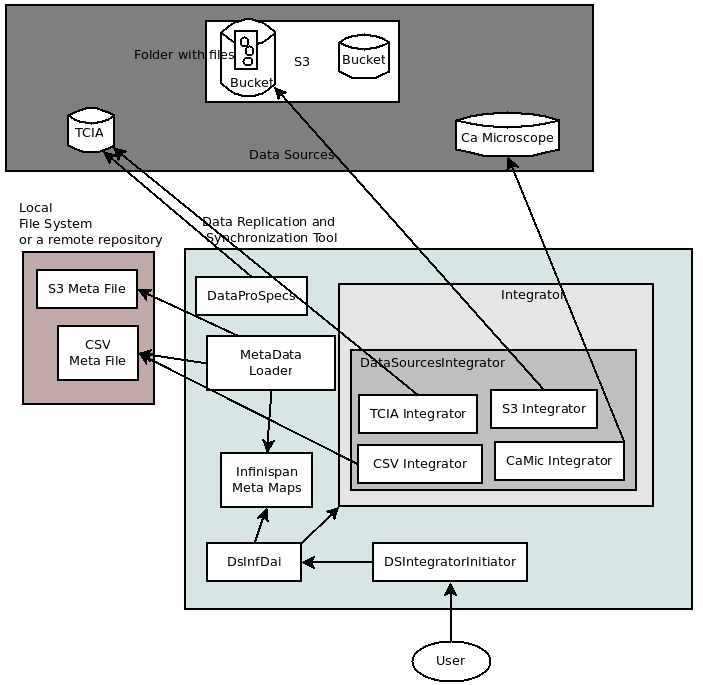 Folder with files
S3
Bucket
Bucket
TCIA
Ca Microscope
Data Sources
Local
File System
or a remote repository
Data Replication and
Synchronization Tool
S3 Meta File
CSV
Meta File
DataProSpecs
MetaData
Loader
Integrator
DataSourcesIntegrator
TCIA Integrator
S3 Integrator
CSV Integrator
CaMic Integrator
Infinispan
Meta Maps
DsInfDai
DSIntegratorInitiator
User